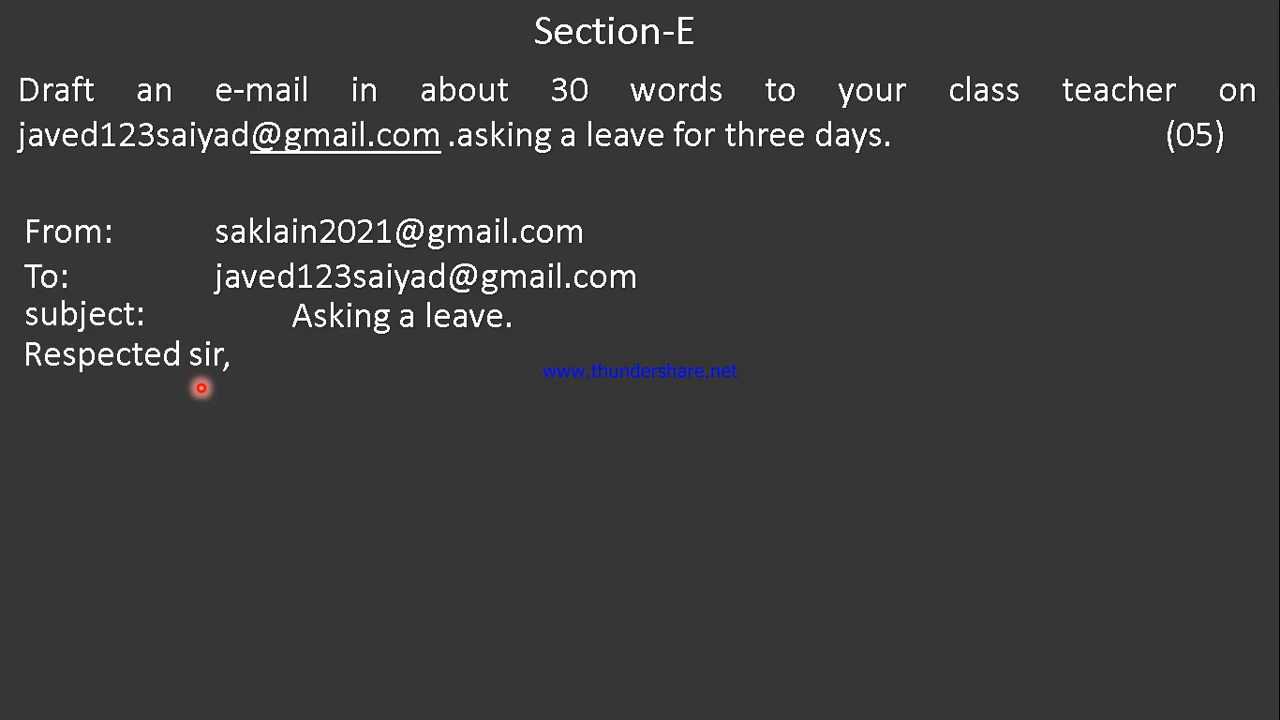 Section-E
Draft an e-mail in about 30 words to your class teacher on
javed123saiyad@gmail.com .asking a leave for three days. (05)
From: saklain2021@gmail.com
To: javed123saiyad@gmail.com
subject: Asking a leave.
Respected sir,
www.thundershare.net